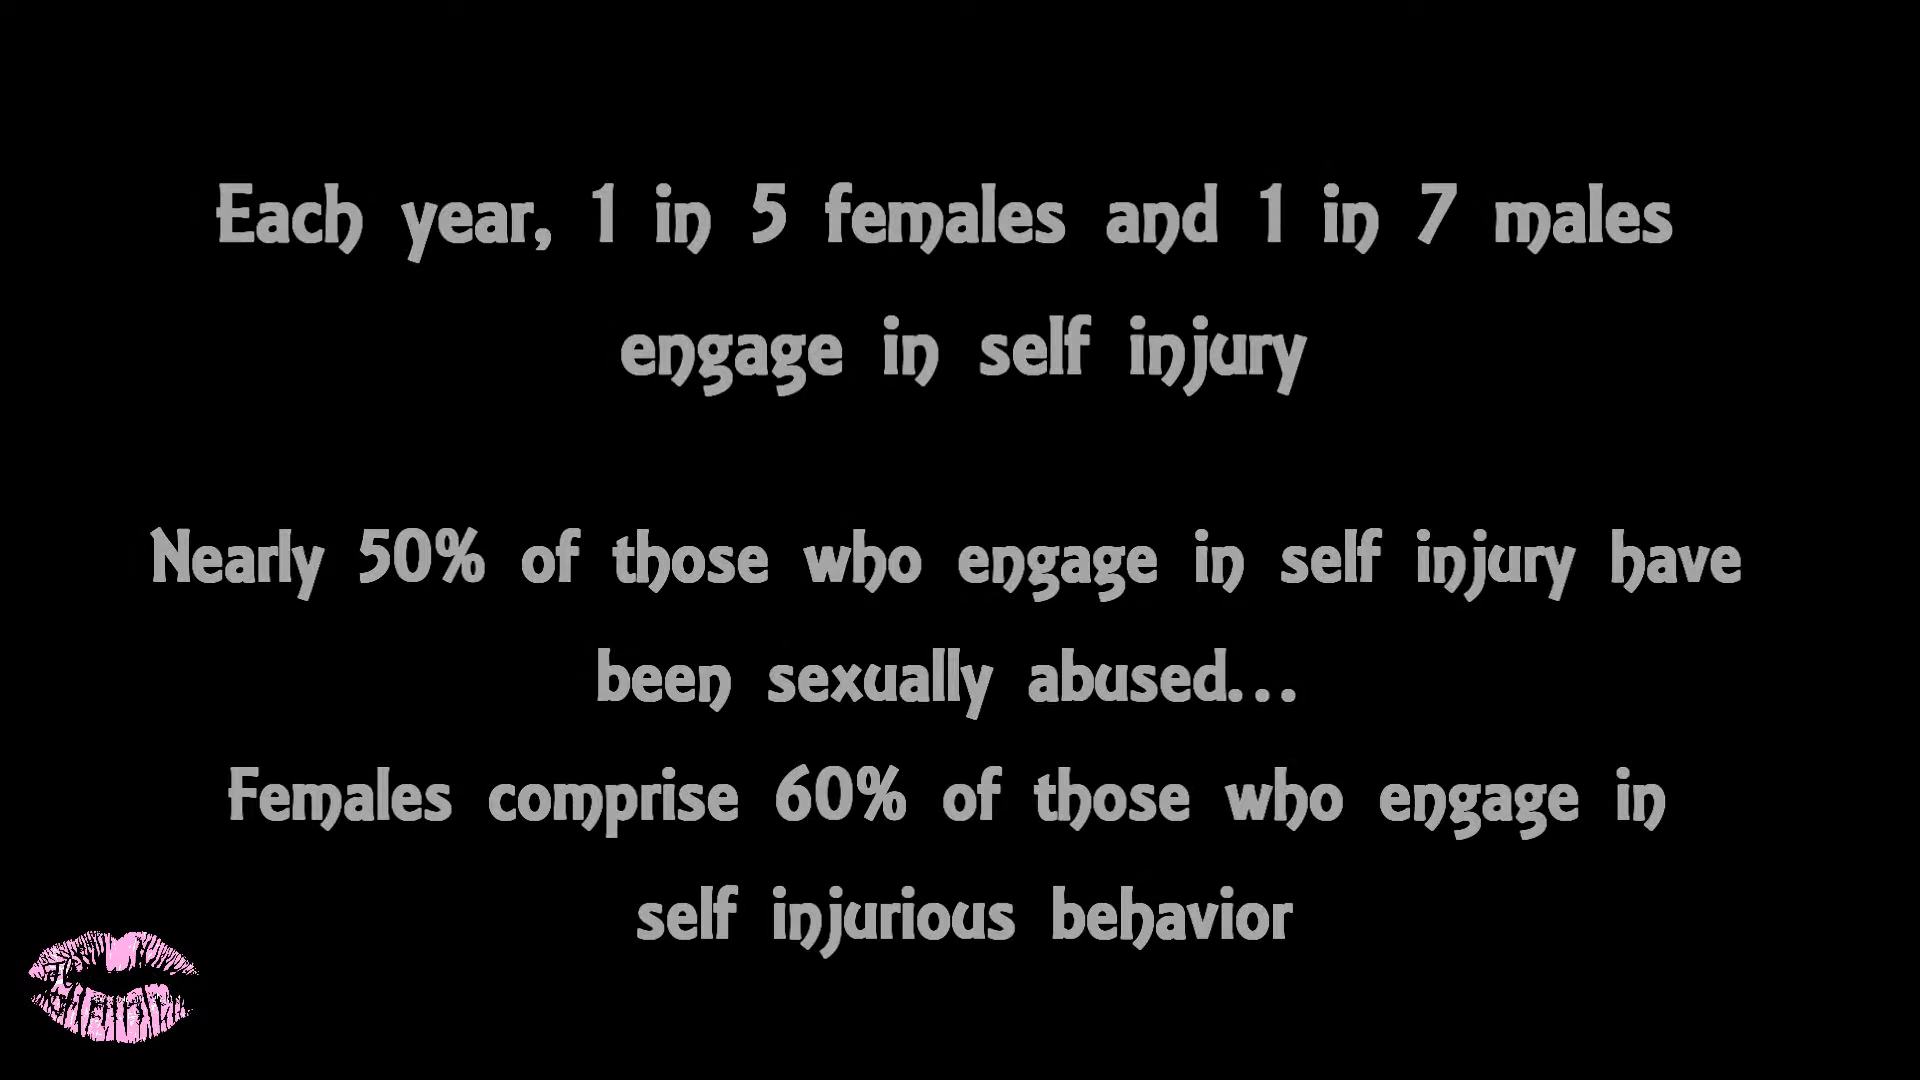 Each year, 1 in 5 females and 1 in 7 males
engage in self injury
Nearly 50% of those who engage in self injury have
been sexually abused...
Females comprise 60% of those who engage in
self injurious behavior